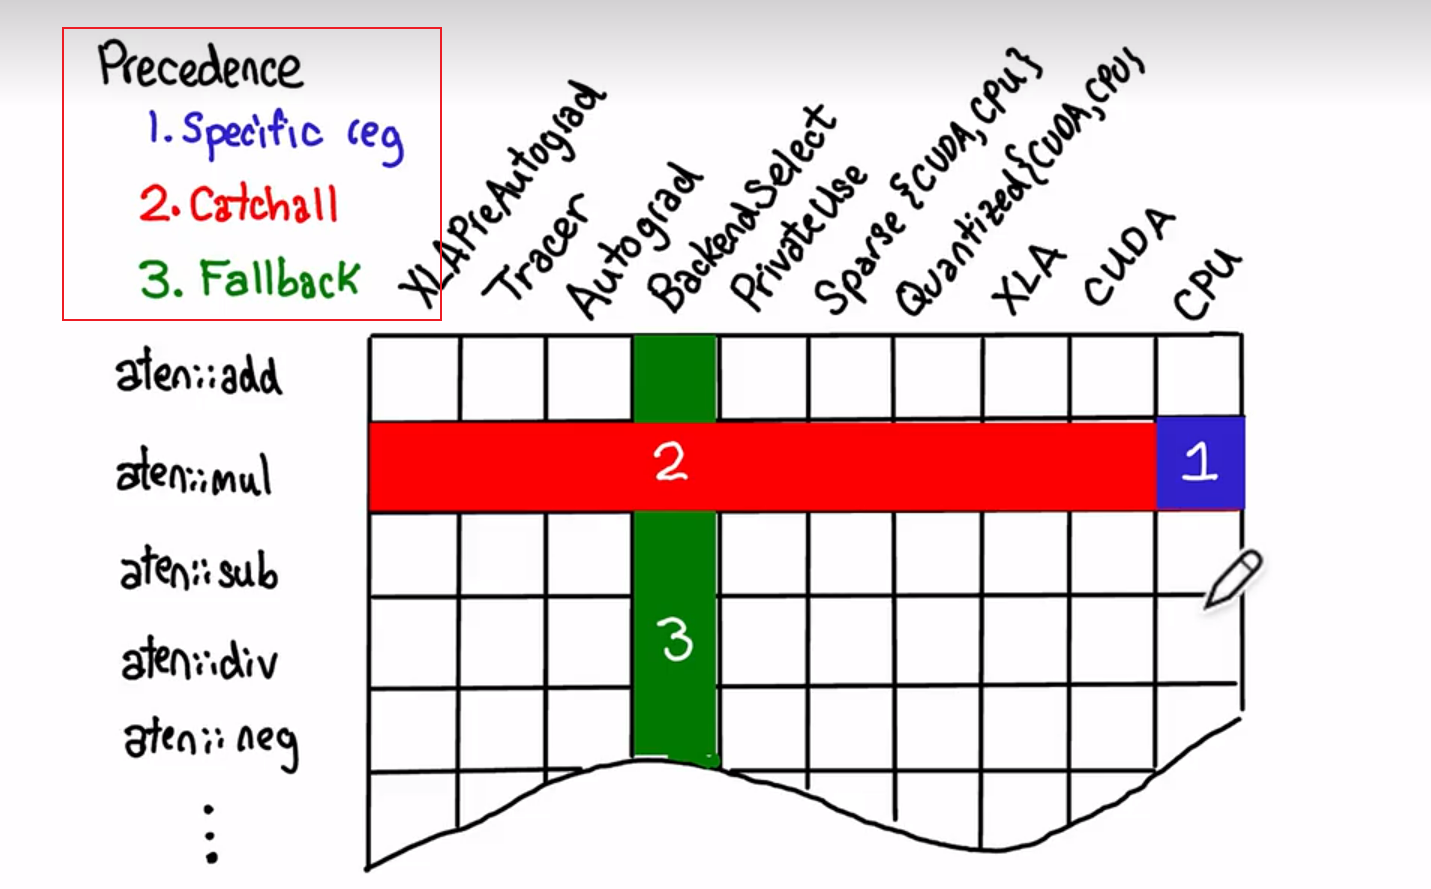 Precedence
1. Specific reg
2. Catchall
3. Fallback
XLAPreAutograd
Tracer
Autograd
BackendSelect
PrivateUse
Sparse {CUDA, CPU}
Quantized {CUDA, CPU}
XLA
CUDA
CPU
aten::add
aten::mul
2
1
aten::sub
aten::div
3
aten::neg